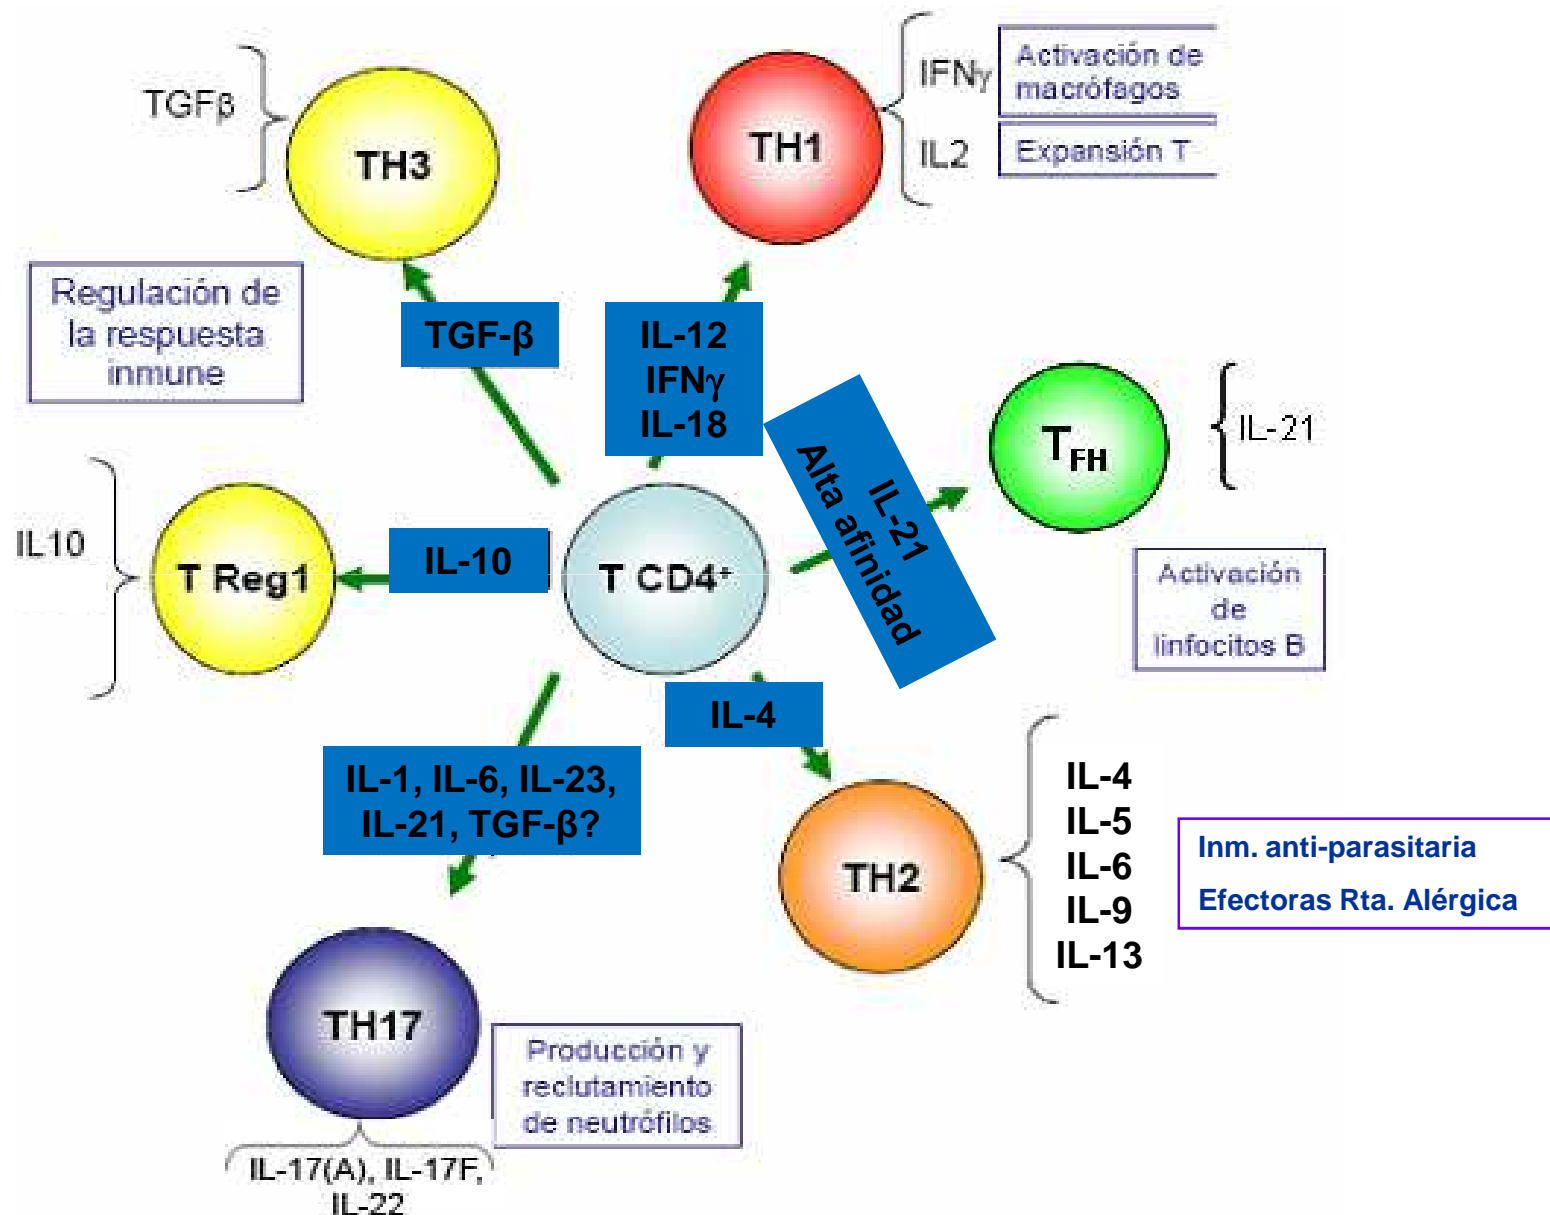 TGFβ
TH3
Regulación de
la respuesta
inmune
TGF-β
TH1
IFNγ
Activación de
macrófagos
IL2
Expansión T
IL-12
IFNγ
IL-18
IL-21
Alta afinidad
TFH
IL-21
Activación
de
linfocitos B
IL10
T Reg1
IL-10
T CD4⁺
IL-4
TH2
IL-4
IL-5
IL-6
IL-9
IL-13
Inm. anti-parasitaria
Efectoras Rta. Alérgica
IL-1, IL-6, IL-23,
IL-21, TGF-β?
TH17
Producción y
reclutamiento
de neutrófilos
IL-17(A), IL-17F,
IL-22